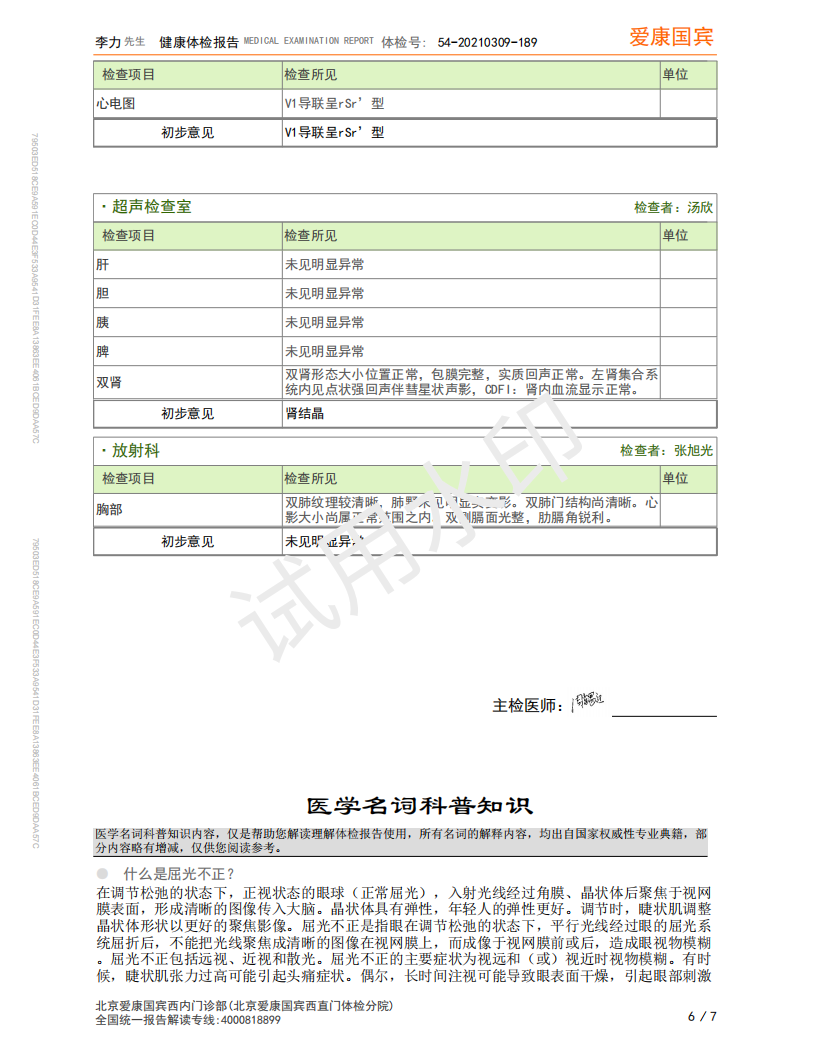 李力 先生 健康体检报告 MEDICAL EXAMINATION REPORT 体检号: 54-20210309-189
爱康国宾
检查项目 检查所见 单位
心电图 V1导联呈rSr’型
初步意见 V1导联呈rSr’型
·超声检查室 检查者：汤欣
检查项目 检查所见 单位
肝 未见明显异常
胆 未见明显异常
胰 未见明显异常
脾 未见明显异常
双肾 双肾形态大小位置正常，包膜完整，实质回声正常。左肾集合系
统内见点状强回声伴彗星状声影，CDFI：肾内血流显示正常。
初步意见 肾结晶
·放射科 检查者：张旭光
检查项目 检查所见 单位
胸部 双肺纹理较清晰，肺野未见明显实变影。双肺门结构尚清晰。心
影大小尚属正常范围之内。双侧膈面光整，肋膈角锐利。
初步意见 未见明显异常
试用水印
主检医师：
医学名词科普知识
医学名词科普知识内容，仅是帮助您解读理解体检报告使用，所有名词的解释内容，均出自国家权威性专业典籍，部
分内容略有增减，仅供您阅读参考。
什么是屈光不正？
在调节松弛的状态下，正视状态的眼球（正常屈光），入射光线经过角膜、晶状体后聚焦于视网
膜表面，形成清晰的图像传入大脑。晶状体具有弹性，年轻人的弹性更好。调节时，睫状肌调整
晶状体形状以更好的聚焦影像。屈光不正是指眼在调节松弛的状态下，平行光线经过眼的屈光系
统屈折后，不能把光线聚焦成清晰的图像在视网膜上，而成像于视网膜前或后，造成眼视物模糊
。屈光不正包括远视、近视和散光。屈光不正的主要症状为视远和（或）视近时视物模糊。有时
候，睫状肌张力过高可能引起头痛症状。偶尔，长时间注视可能导致眼表面干燥，引起眼部刺激
北京爱康国宾西内门诊部(北京爱康国宾西直门体检分院)
全国统一报告解读专线:4000818899
6 / 7